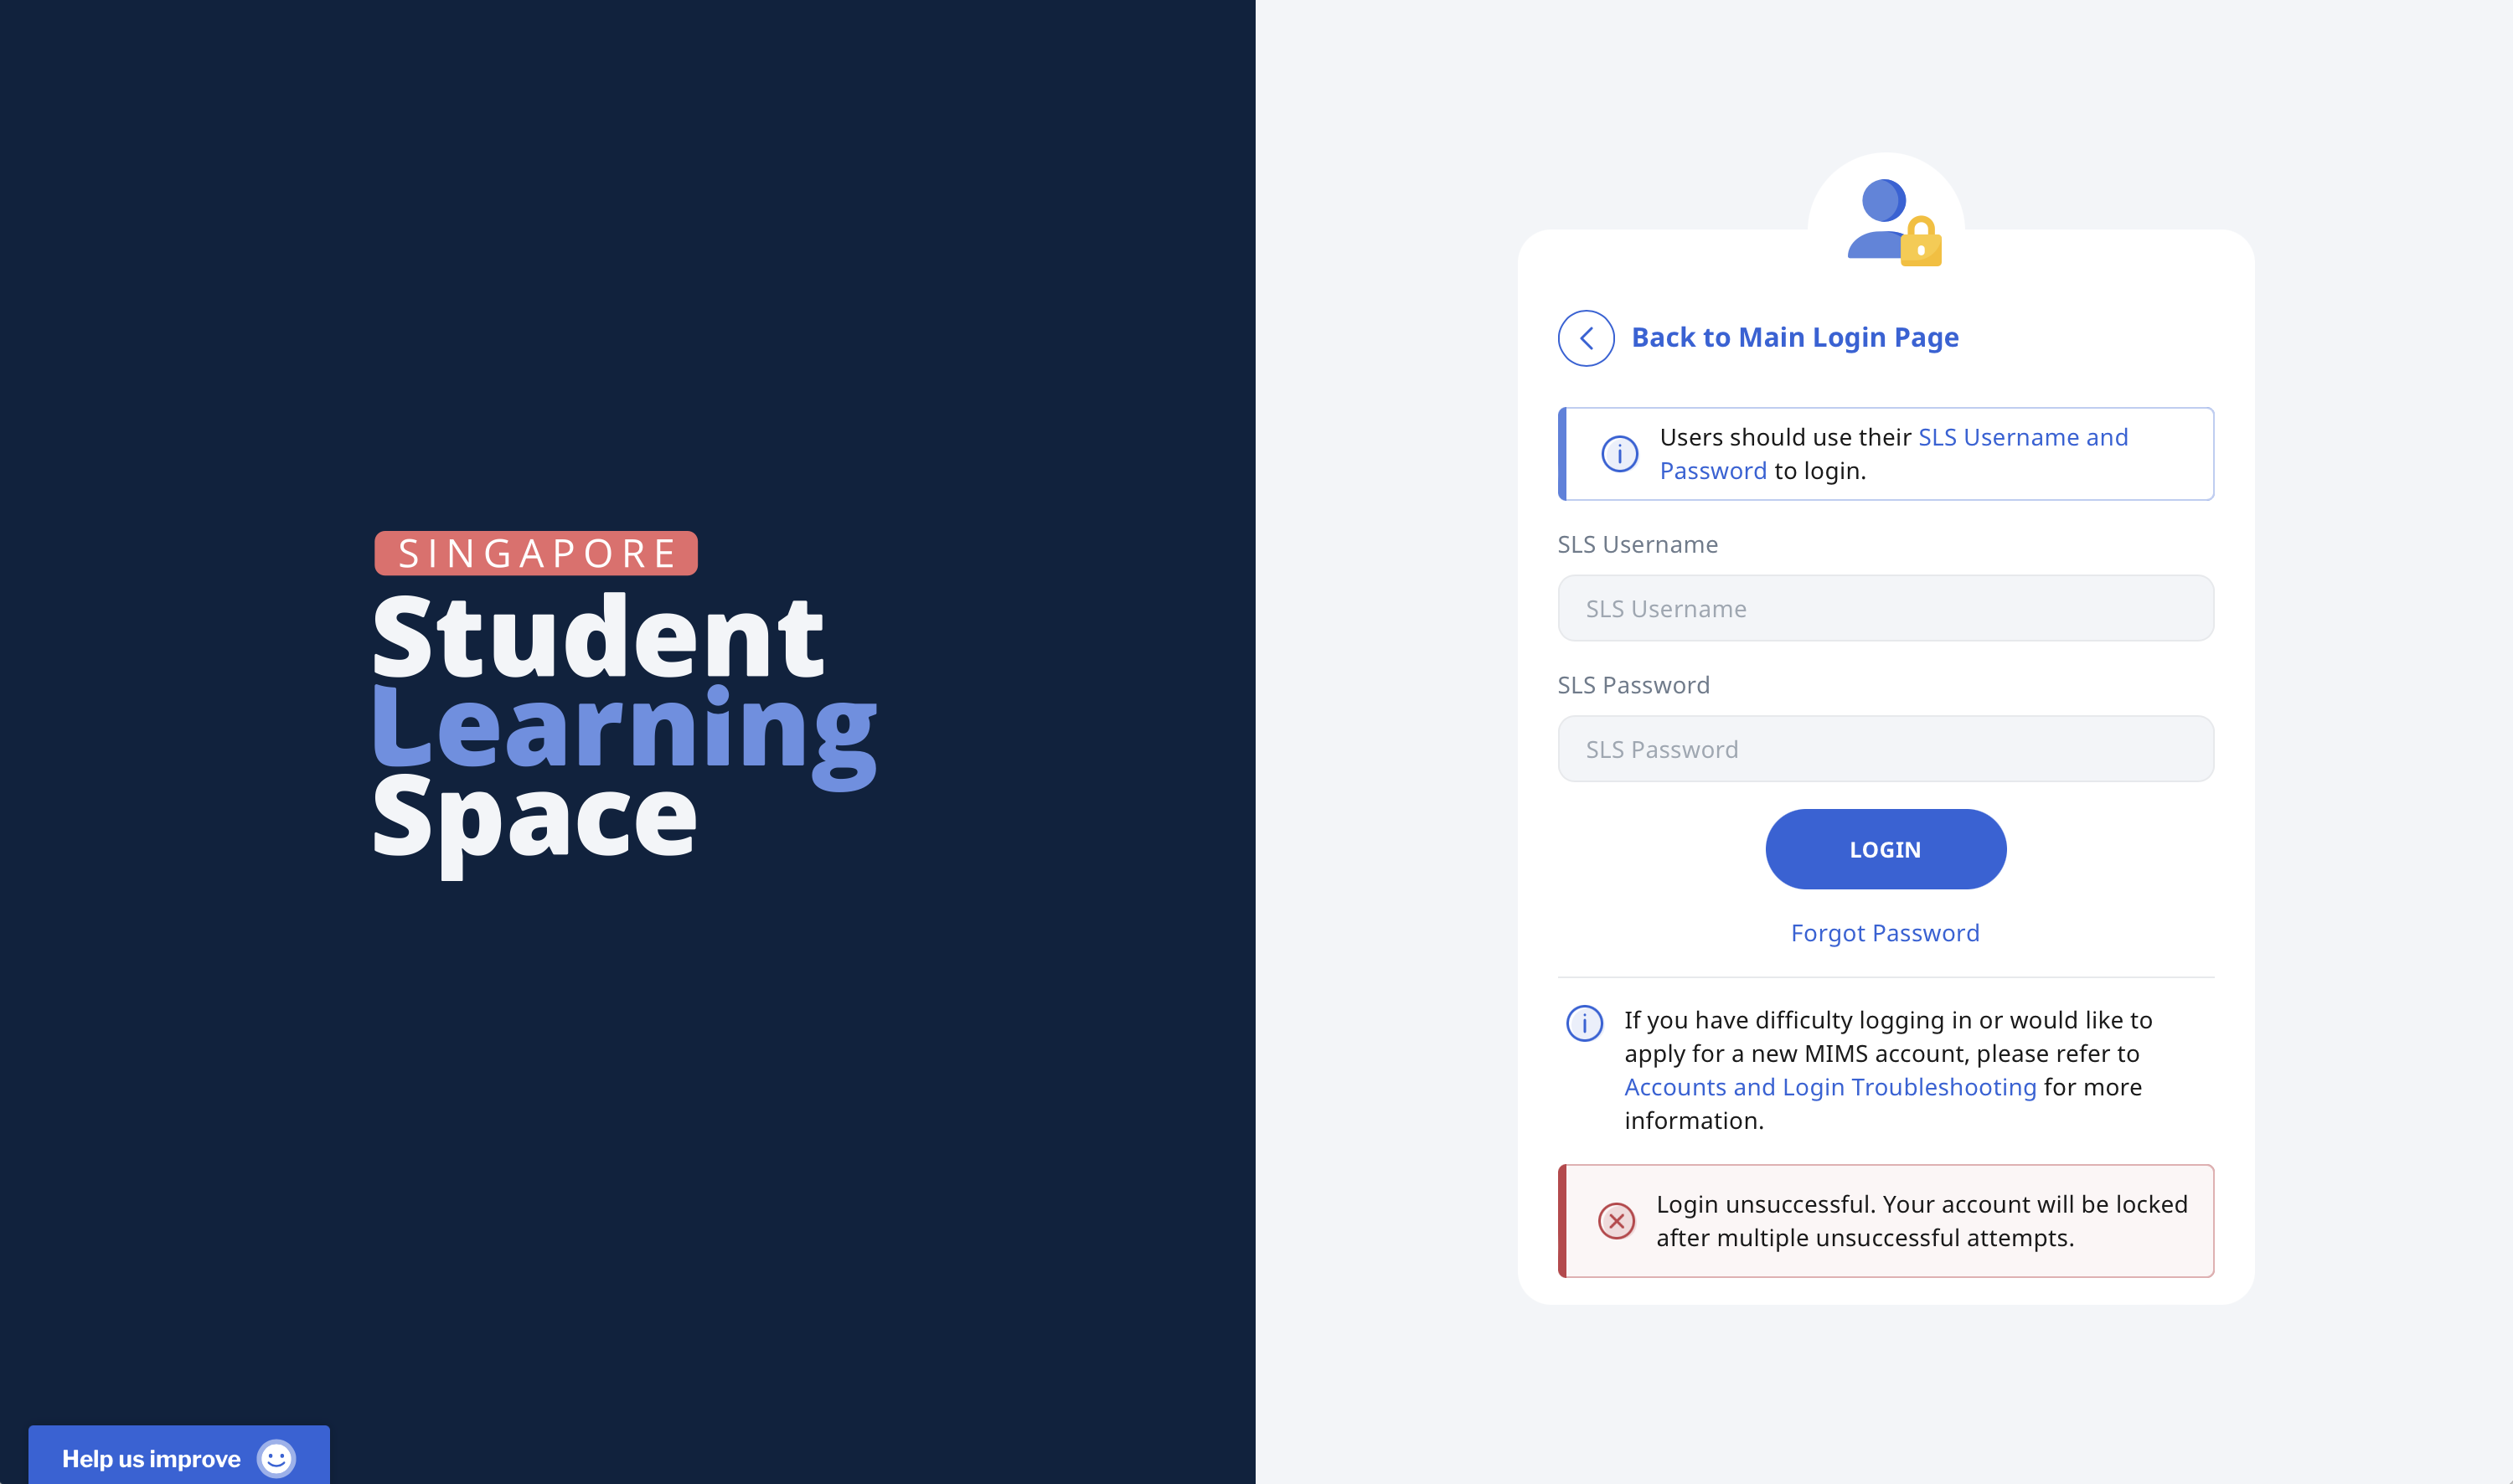 SINGAPORE
Student
Learning
Space
Help us improve
Back to Main Login Page
Users should use their SLS Username and
Password to login.
SLS Username
SLS Username
SLS Password
SLS Password
LOGIN
Forgot Password
If you have difficulty logging in or would like to
apply for a new MIMS account, please refer to
Accounts and Login Troubleshooting for more
information.
Login unsuccessful. Your account will be locked
after multiple unsuccessful attempts.